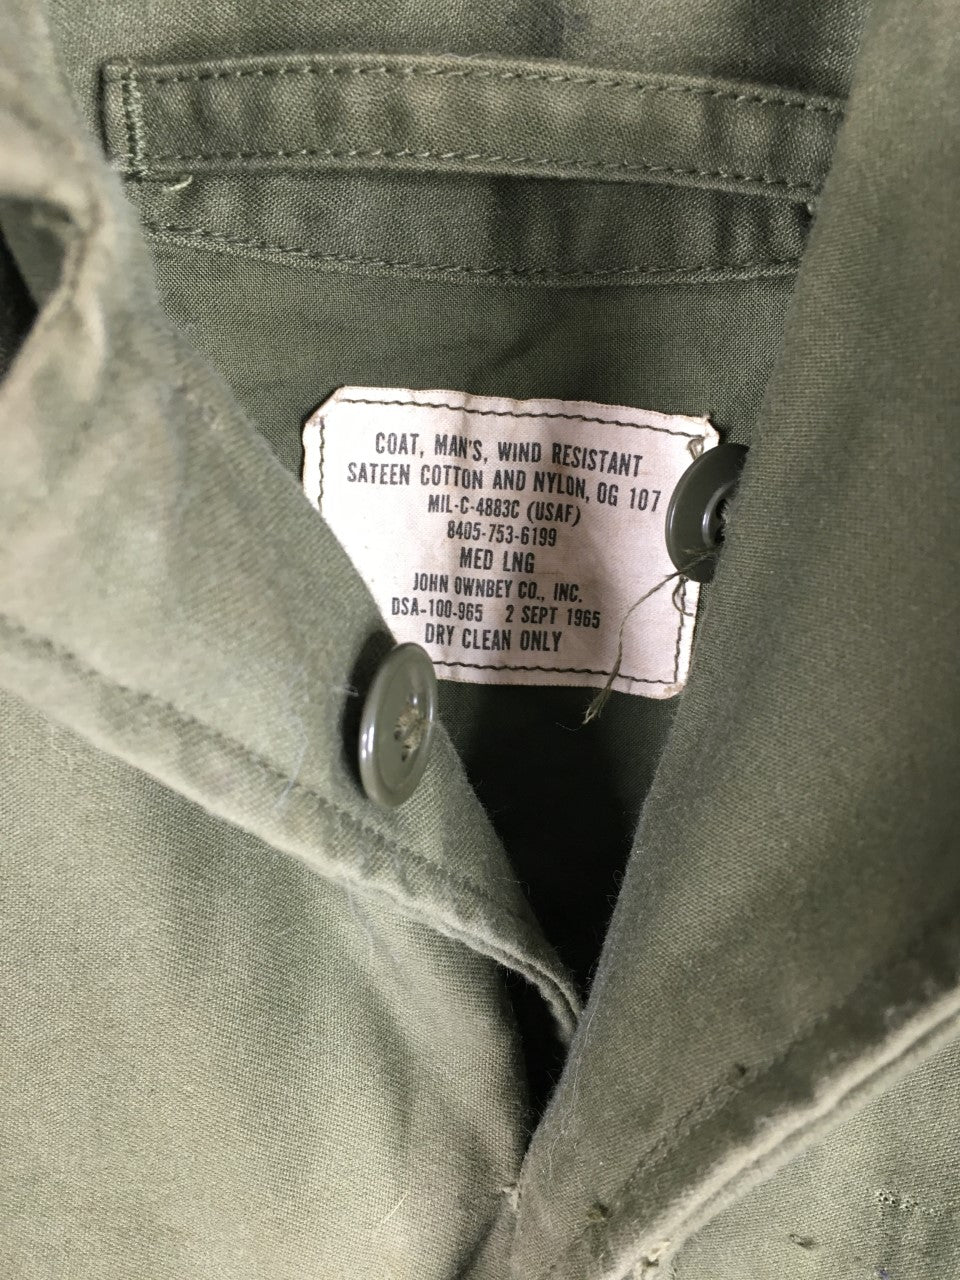 COAT, MAN'S, WIND RESISTANT
SATEEN COTTON AND NYLON, OG 107
MIL-C-4883C (USAF)
8405-753-6199
MED LNG
JOHN OWNBEY CO., INC.
DSA-100-965 2 SEPT 1965
DRY CLEAN ONLY